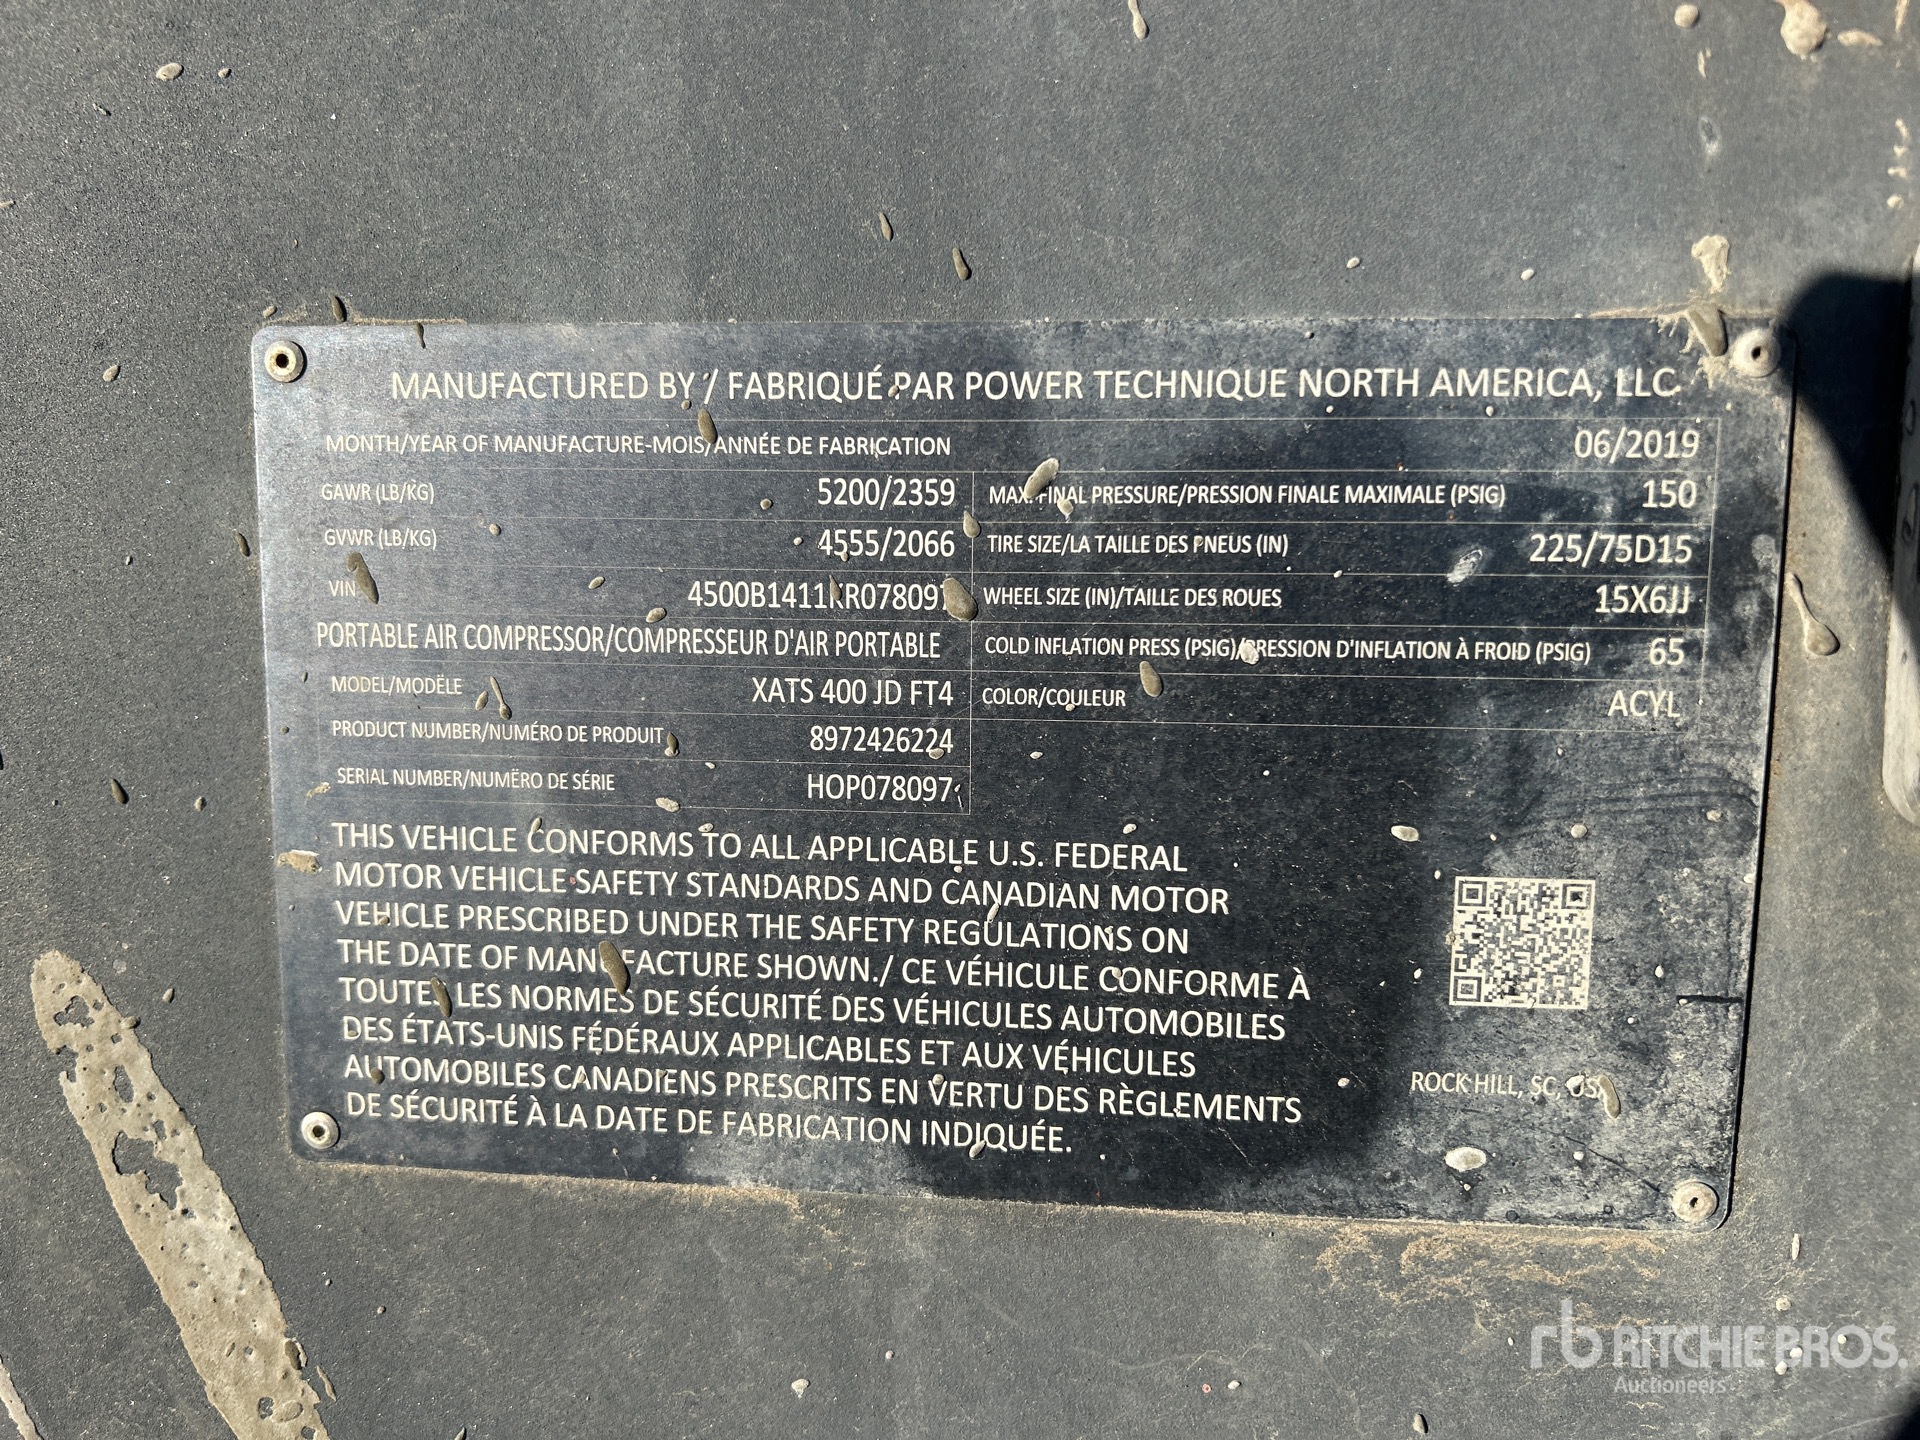 MANUFACTURED BY / FABRIQUÉ PAR POWER TECHNIQUE NORTH AMERICA, LLC
MONTH/YEAR OF MANUFACTURE-MOIS/ANNÉE DE FABRICATION 06/2019
GAWR (LB/KG) 5200/2359 MAX. FINAL PRESSURE/PRESSION FINALE MAXIMALE (PSIG) 150
GVWR (LB/KG) 4555/2066 TIRE SIZE/LA TAILLE DES PNEUS (IN) 225/75D15
VIN WHEEL SIZE (IN)/TAILLE DES ROUES 15X6JJ
PORTABLE AIR COMPRESSOR/COMPRESSEUR D'AIR PORTABLE COLD INFLATION PRESS (PSIG)/PRESSION D'INFLATION À FROID (PSIG) 65
MODEL/MODËLE XATS 400 JD FT4 COLOR/COULEUR ACYL
PRODUCT NUMBER/NUMÉRO DE PRODUIT 8972426224
SERIAL NUMBER/NUMËRO DE SÉRIE HOP078097
THIS VEHICLE CONFORMS TO ALL APPLICABLE U.S. FEDERAL
MOTOR VEHICLE SAFETY STANDARDS AND CANADIAN MOTOR
VEHICLE PRESCRIBED UNDER THE SAFETY REGULATIONS ON
THE DATE OF MANUFACTURE SHOWN./ CE VÉHICULE CONFORME À
TOUTES LES NORMES DE SÉCURITÉ DES VÉHICULES AUTOMOBILES
DES ÉTATS-UNIS FÉDÉRAUX APPLICABLES ET AUX VÉHICULES
AUTOMOBILES CANADIENS PRESCRITS EN VERTU DES RÈGLEMENTS
DE SÉCURITÉ À LA DATE DE FABRICATION INDIQUÉE.
ROCK HILL, SC, USA
rb RITCHIE BROS.
Auctioneers